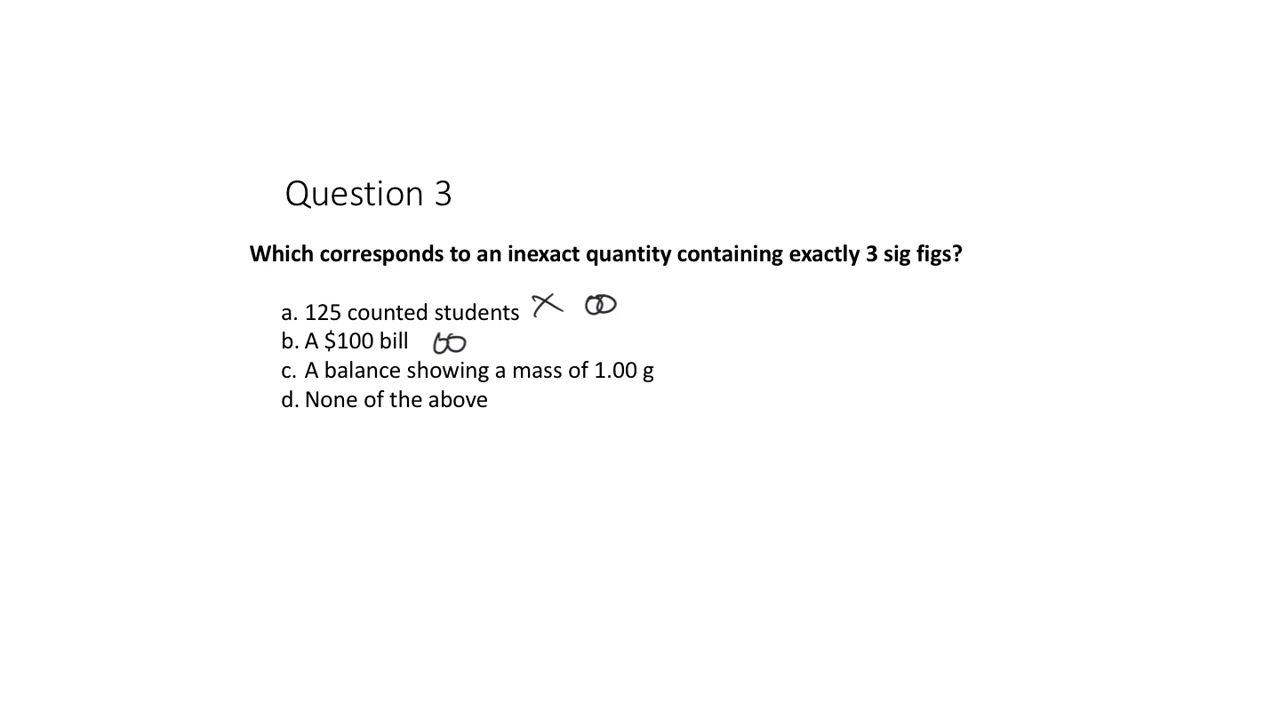 Question 3
Which corresponds to an inexact quantity containing exactly 3 sig figs?
a. 125 counted students X ∞
b. A $100 bill ∞
c. A balance showing a mass of 1.00 g
d. None of the above